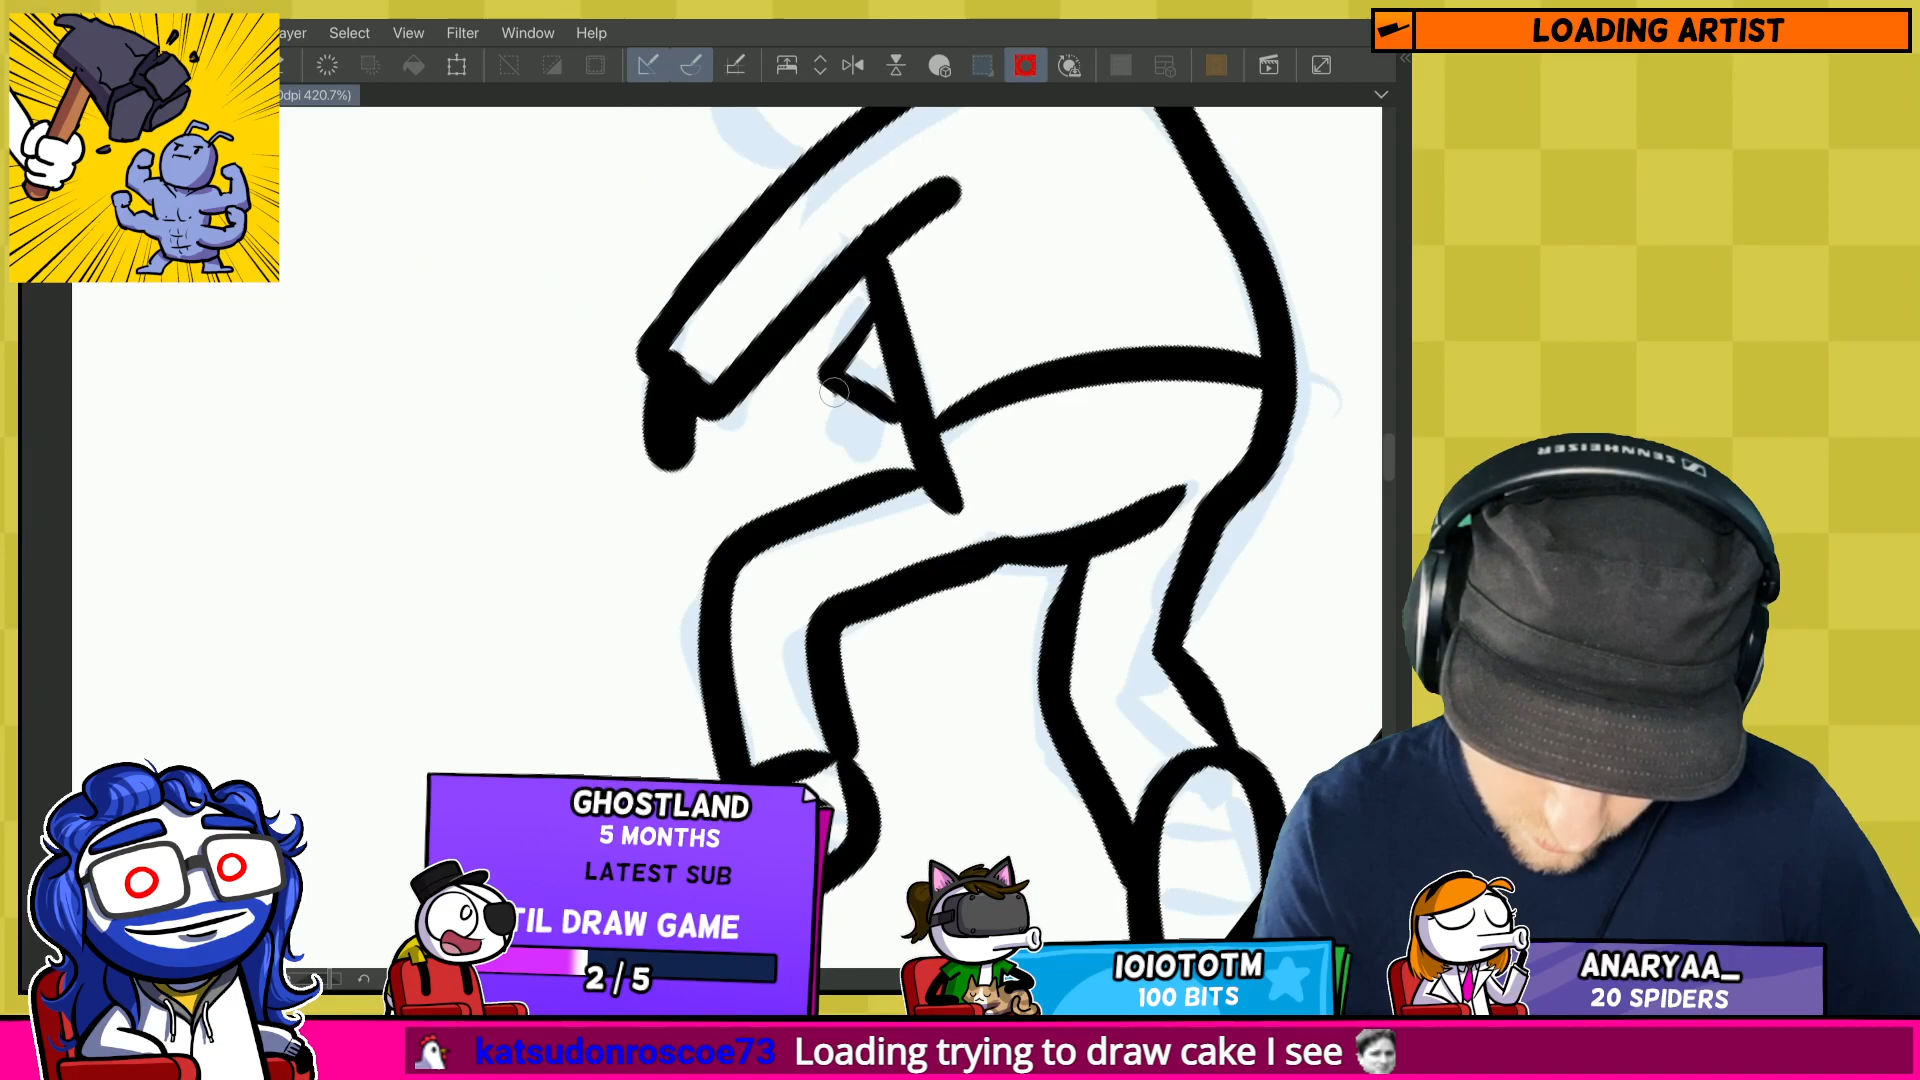 ayer Select View Filter Window Help
0dpi 420.7%)
LOADING ARTIST
SENNHEISER
GHOSTLAND
5 MONTHS
LATEST SUB
TIL DRAW GAME
2 / 5
IOIOTOTM
100 BITS
ANARYAA_
20 SPIDERS
katsudonroscoe73 Loading trying to draw cake I see